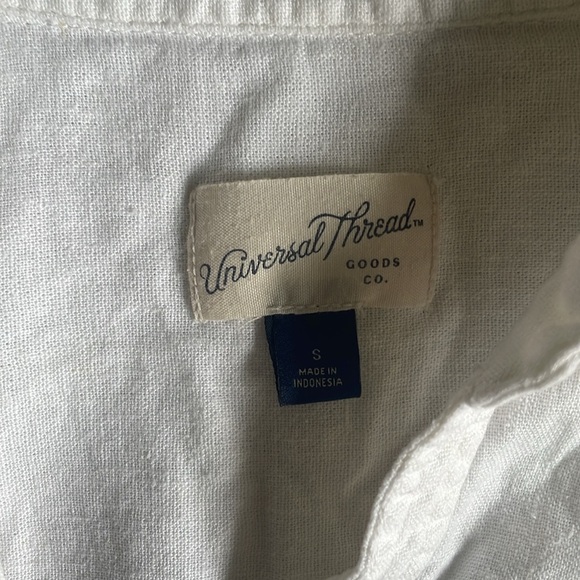 Universal Thread™
GOODS
CO.
S
MADE IN
INDONESIA